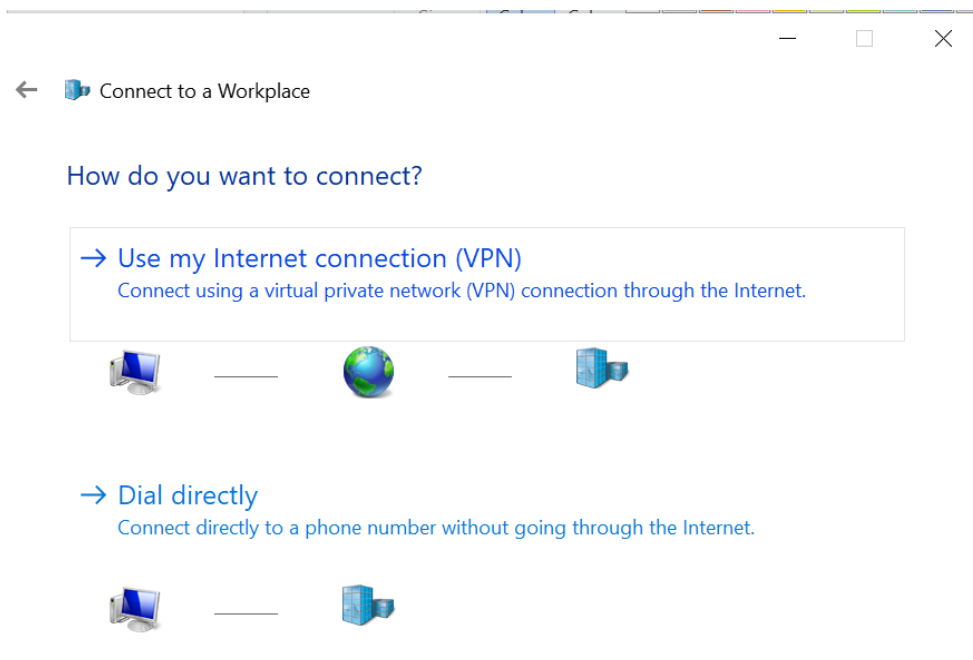 Connect to a Workplace
How do you want to connect?
Use my Internet connection (VPN)
Connect using a virtual private network (VPN) connection through the Internet.
Dial directly
Connect directly to a phone number without going through the Internet.